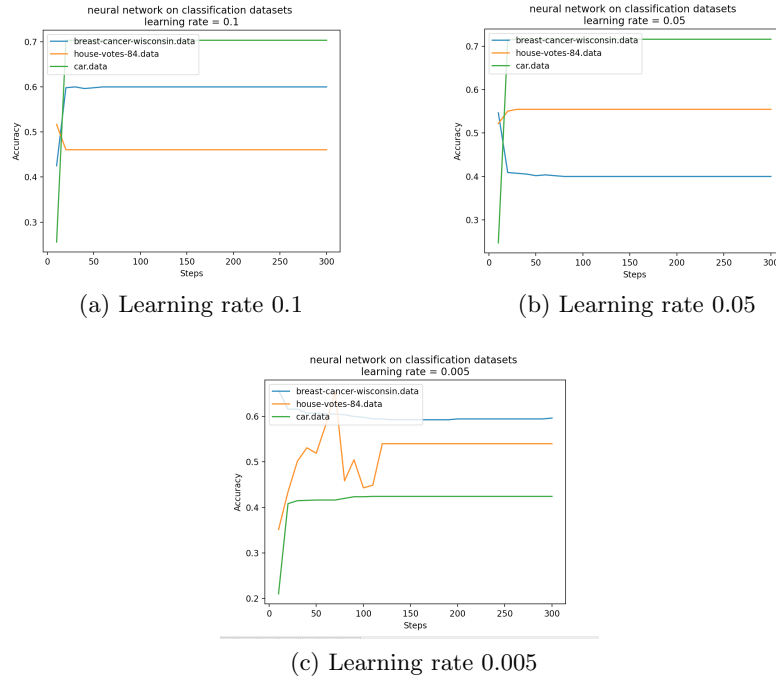 neural network on classification datasets
learning rate = 0.1
breast-cancer-wisconsin.data
house-votes-84.data
car.data
0.7
0.6
0.5
0.4
0.3
Accuracy
0 50 100 150 200 250 300
Steps
(a) Learning rate 0.1
neural network on classification datasets
learning rate = 0.05
breast-cancer-wisconsin.data
house-votes-84.data
car.data
0.7
0.6
0.5
0.4
0.3
Accuracy
0 50 100 150 200 250 300
Steps
(b) Learning rate 0.05
neural network on classification datasets
learning rate = 0.005
breast-cancer-wisconsin.data
house-votes-84.data
car.data
0.6
0.5
0.4
0.3
0.2
Accuracy
0 50 100 150 200 250 300
Steps
(c) Learning rate 0.005